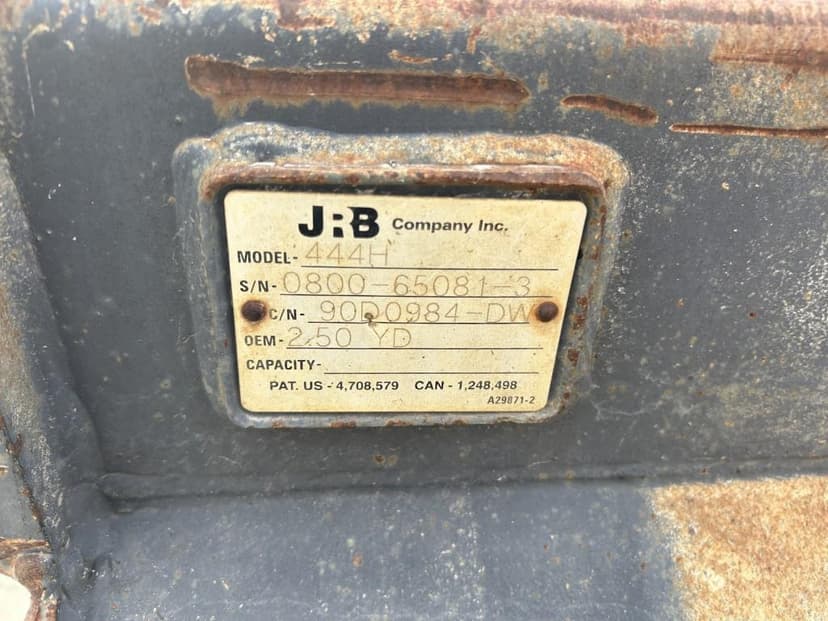 JRB Company Inc.
MODEL- 444H
S/N- 0800-65081-3
C/N- 90D0984-DW
OEM- 2.50 YD
CAPACITY-
PAT. US - 4,708,579 CAN - 1,248,498
A29871-2